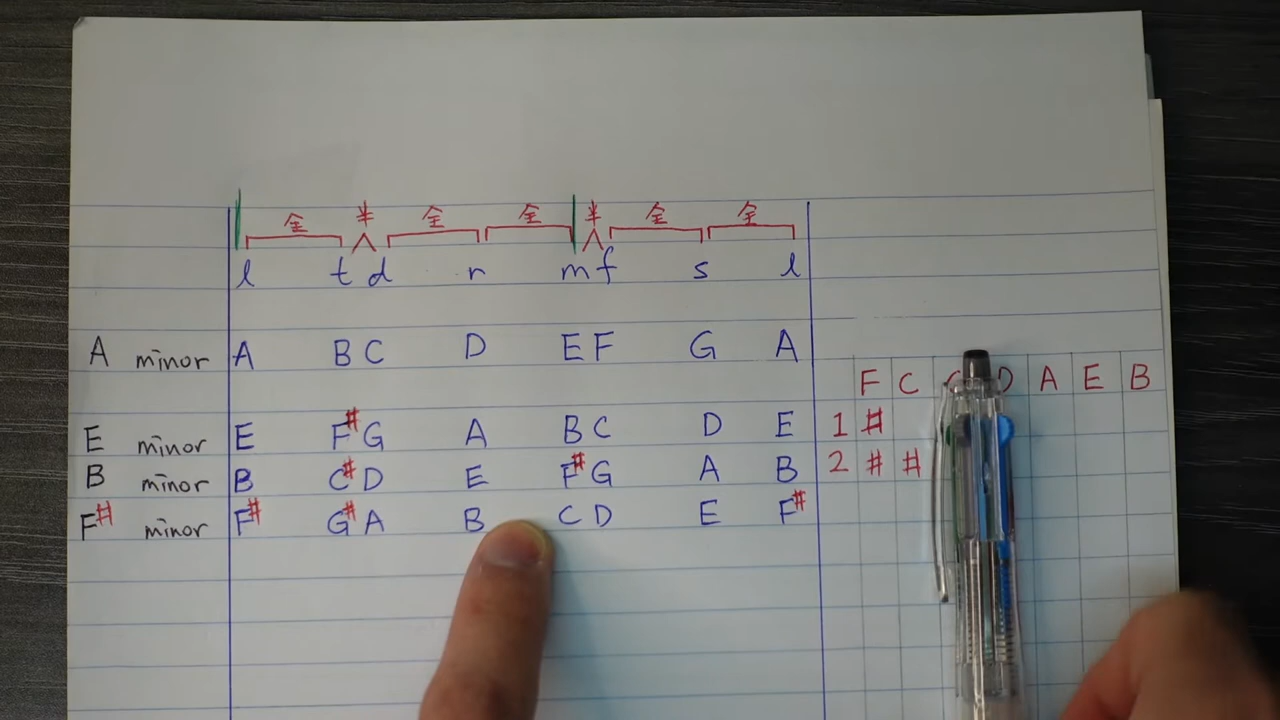 全 半 全 全 半 全 全
l t d r m f s l
A minor A B C D E F G A
F C D A E B
E minor E F# G A B C D E 1 #
B minor B C# D E F# G A B 2 # #
F# minor F# G# A B C D E F#